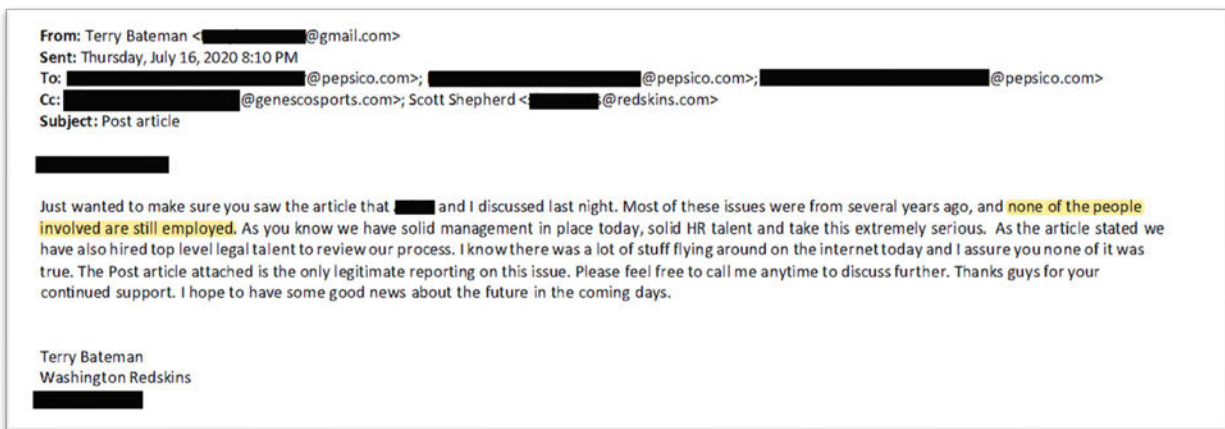 From: Terry Bateman < @gmail.com>
Sent: Thursday, July 16, 2020 8:10 PM
To: @pepsico.com>; @pepsico.com>; @pepsico.com>
Cc: @genescosports.com>; Scott Shepherd < s@redskins.com>
Subject: Post article
Just wanted to make sure you saw the article that and I discussed last night. Most of these issues were from several years ago, and none of the people
involved are still employed. As you know we have solid management in place today, solid HR talent and take this extremely serious. As the article stated we
have also hired top level legal talent to review our process. I know there was a lot of stuff flying around on the internet today and I assure you none of it was
true. The Post article attached is the only legitimate reporting on this issue. Please feel free to call me anytime to discuss further. Thanks guys for your
continued support. I hope to have some good news about the future in the coming days.
Terry Bateman
Washington Redskins